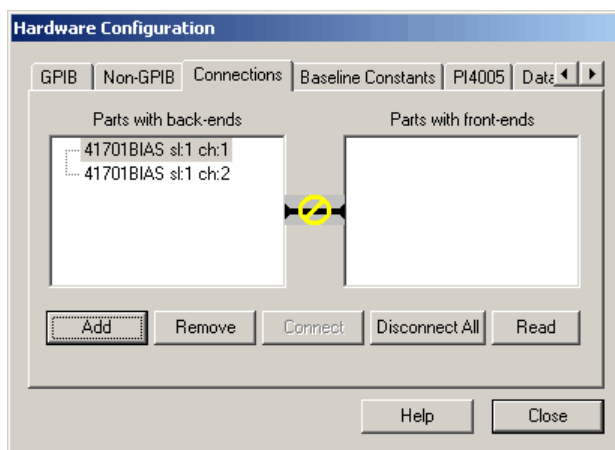 Hardware Configuration
GPIB Non-GPIB Connections Baseline Constants PI4005 Data
Parts with back-ends Parts with front-ends
41701BIAS sl:1 ch:1
41701BIAS sl:1 ch:2
Add Remove Connect Disconnect All Read
Help Close